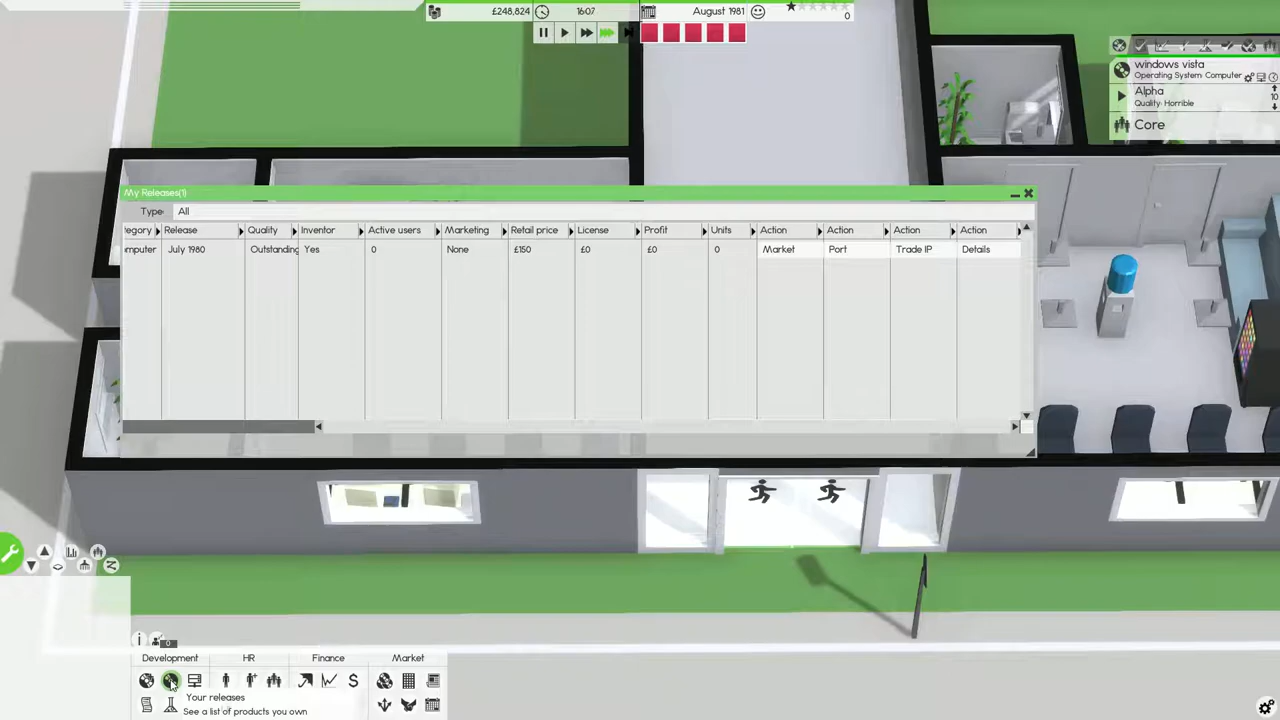 £248,824 16:07 August 1981 0
windows vista
Operating System: Computer
Alpha 10
Quality: Horrible
Core
My Releases(1)
Type: All
tegory Release Quality Inventor Active users Marketing Retail price License Profit Units Action Action Action Action
mputer July 1980 Outstanding Yes 0 None £150 £0 £0 0 Market Port Trade IP Details
0
Development HR Finance Market
Your releases
See a list of products you own